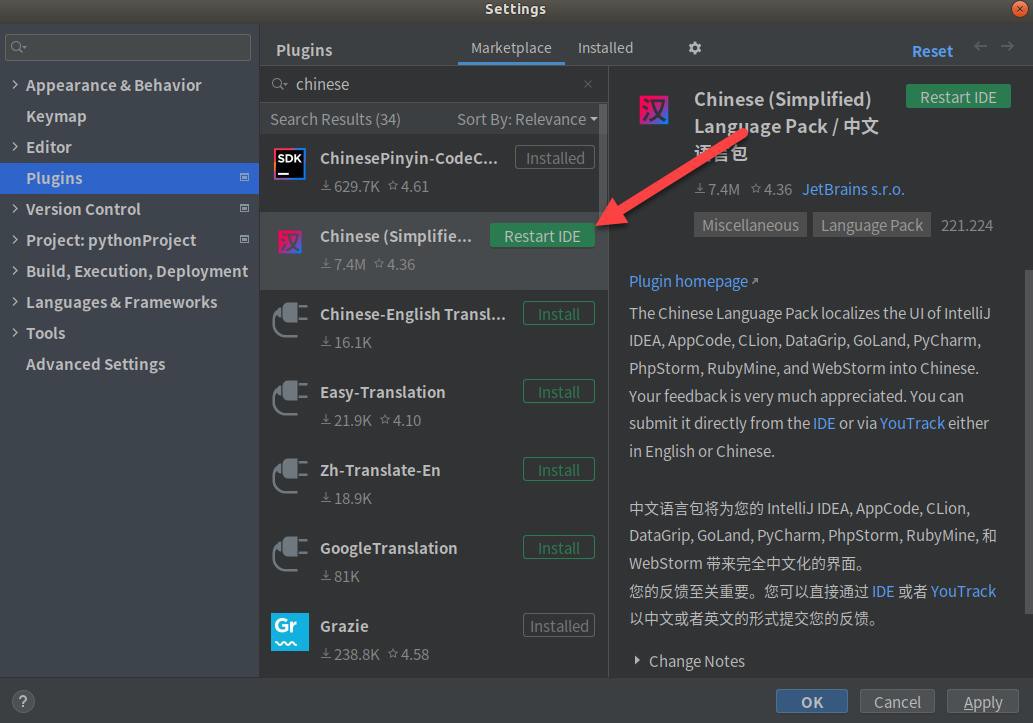 Settings
Plugins
Marketplace
Installed
Reset
Appearance & Behavior
Keymap
Editor
Plugins
Version Control
Project: pythonProject
Build, Execution, Deployment
Languages & Frameworks
Tools
Advanced Settings
chinese
Search Results (34)
Sort By: Relevance
SDK
ChinesePinyin-CodeC...
Installed
629.7K 4.61
汉
Chinese (Simplifie...
Restart IDE
7.4M 4.36
Chinese-English Transl...
Install
16.1K
Easy-Translation
Install
21.9K 4.10
Zh-Translate-En
Install
18.9K
GoogleTranslation
Install
81K
Gr
Grazie
Installed
238.8K 4.58
汉
Chinese (Simplified)
Language Pack / 中文
语言包
Restart IDE
7.4M 4.36 JetBrains s.r.o.
Miscellaneous Language Pack 221.224
Plugin homepage
The Chinese Language Pack localizes the UI of IntelliJ
IDEA, AppCode, CLion, DataGrip, GoLand, PyCharm,
PhpStorm, RubyMine, and WebStorm into Chinese.
Your feedback is very much appreciated. You can
submit it directly from the IDE or via YouTrack either
in English or Chinese.
中文语言包将为您的 IntelliJ IDEA, AppCode, CLion,
DataGrip, GoLand, PyCharm, PhpStorm, RubyMine, 和
WebStorm 带来完全中文化的界面。
您的反馈至关重要。您可以直接通过 IDE 或者 YouTrack
以中文或者英文的形式提交您的反馈。
Change Notes
?
OK
Cancel
Apply